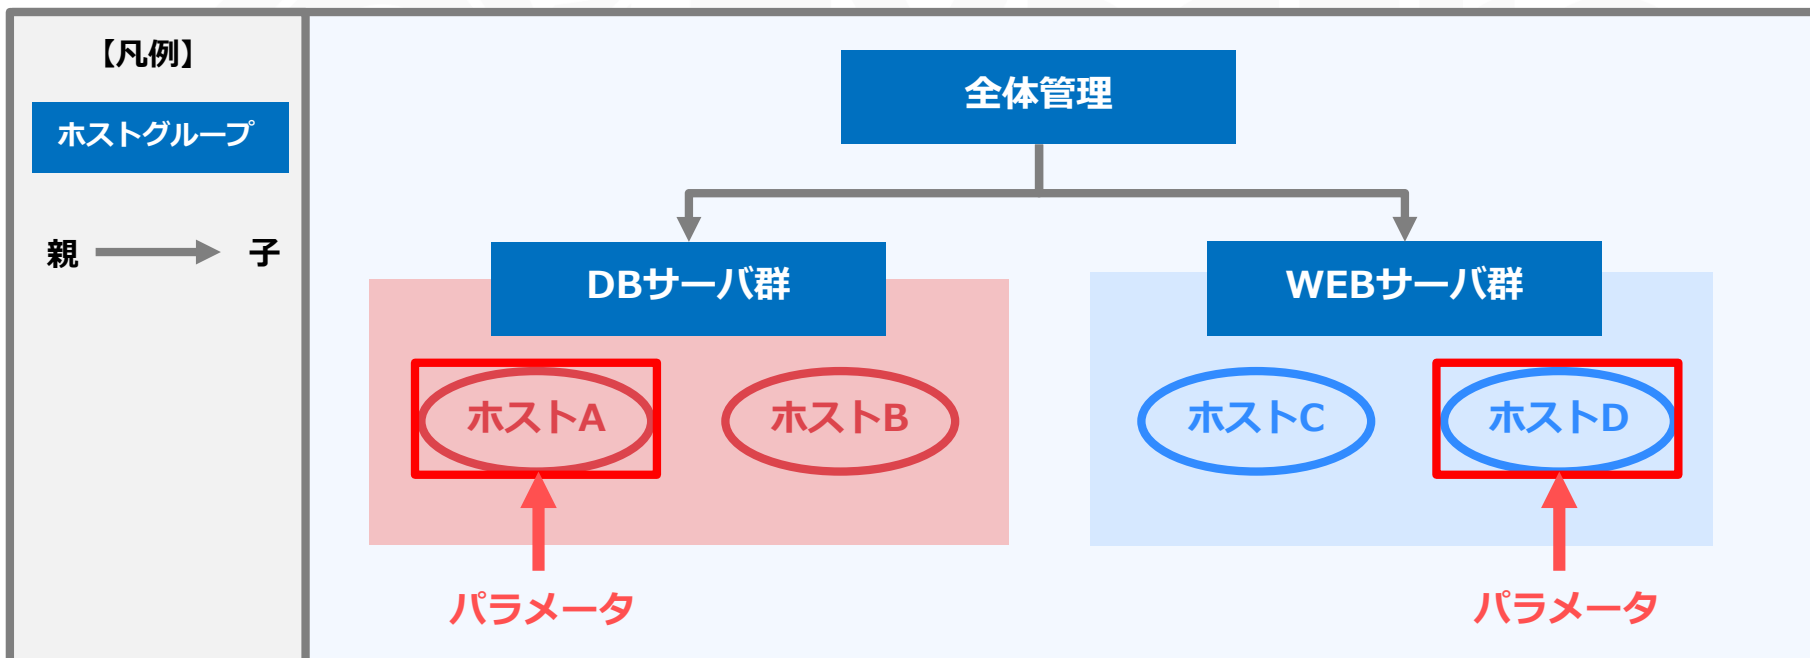 【凡例】
ホストグループ
親
子
全体管理
DBサーバ群
WEBサーバ群
ホストA
ホストB
ホストC
ホストD
パラメータ
パラメータ